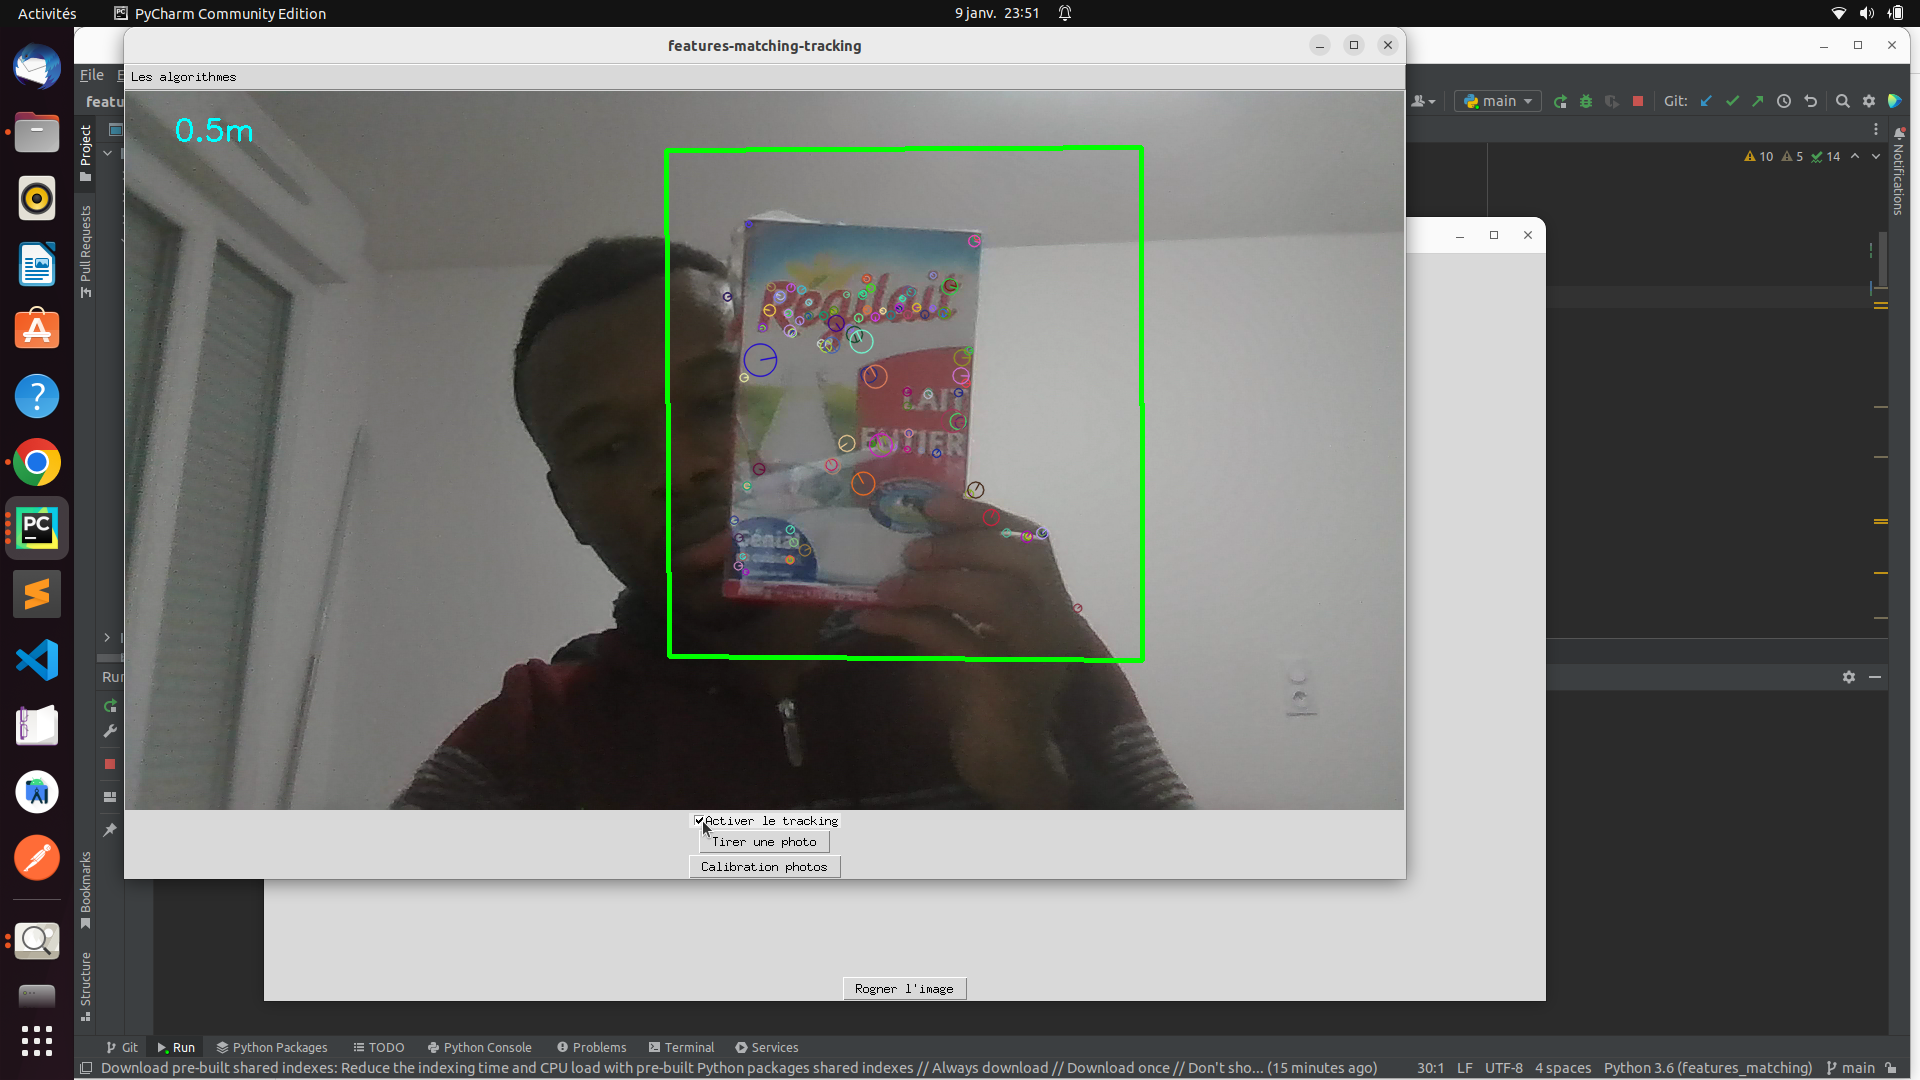 Activités
PyCharm Community Edition
9 janv. 23:51
features-matching-tracking
Les algorithmes
File
featu
main
Git:
0.5m
10 5 14
Project
Pull Requests
Notifications
Regilait
LAIT
ENTIER
Génial
Run
Activer le tracking
Tirer une photo
Calibration photos
Bookmarks
Structure
Rogner l'image
Git Run Python Packages TODO Python Console Problems Terminal Services
Download pre-built shared indexes: Reduce the indexing time and CPU load with pre-built Python packages shared indexes // Always download // Download once // Don't sho... (15 minutes ago) 30:1 LF UTF-8 4 spaces Python 3.6 (features_matching) main